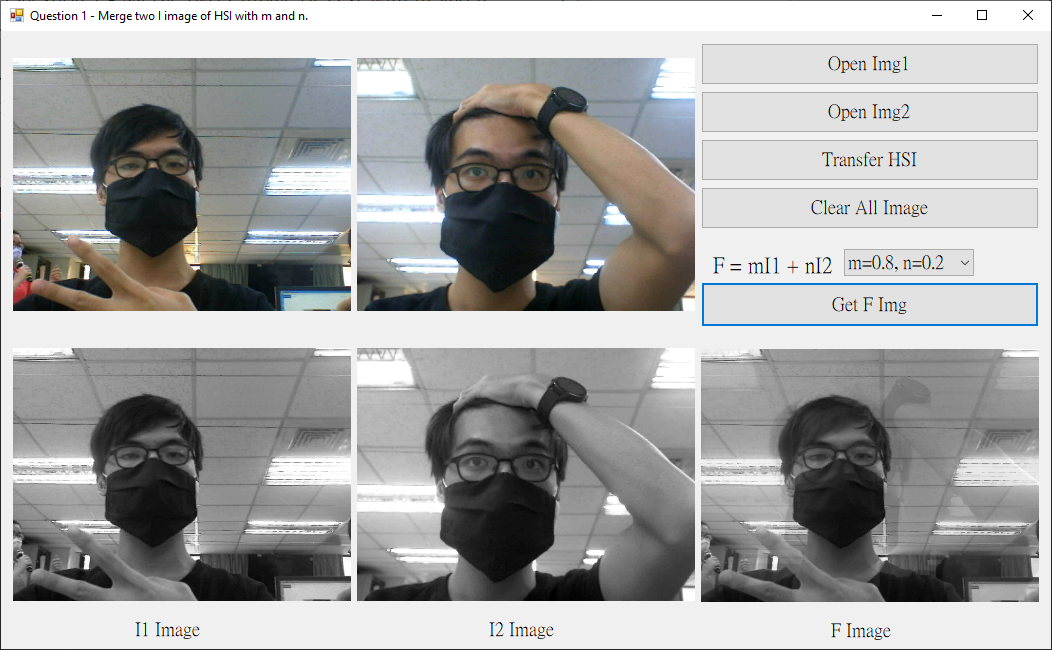 Question 1 - Merge two I image of HSI with m and n.
Open Img1
Open Img2
Transfer HSI
Clear All Image
F = mI1 + nI2 m=0.8, n=0.2
Get F Img
I1 Image
I2 Image
F Image